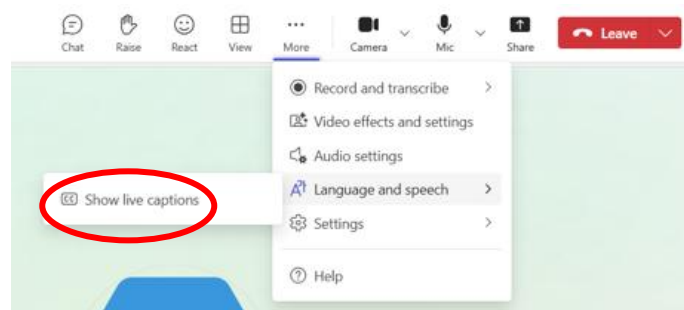 Chat Raise React View More Camera Mic Share Leave
Record and transcribe
Video effects and settings
Audio settings
Language and speech
Show live captions
Settings
Help